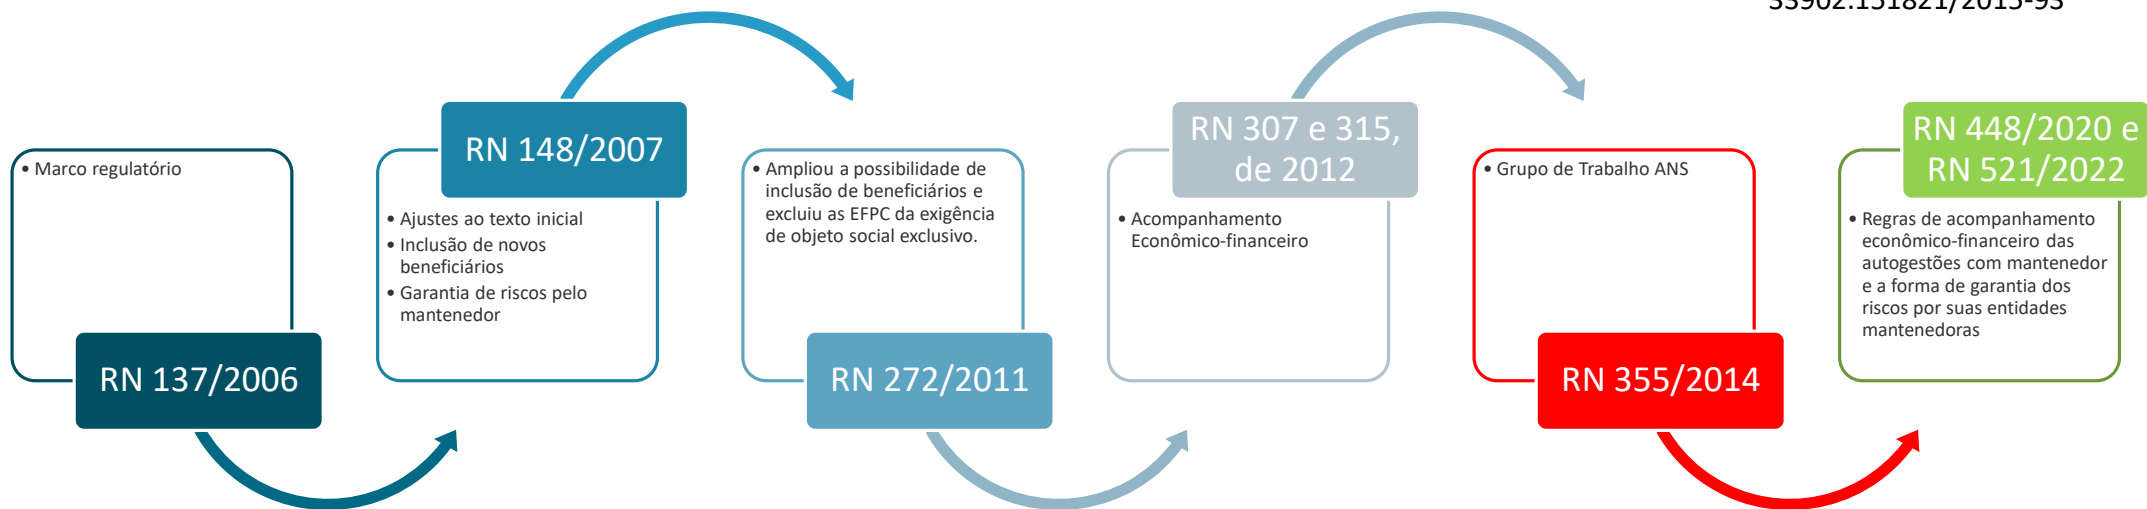 33902.151821/2015-93
• Marco regulatório
RN 137/2006
RN 148/2007
• Ajustes ao texto inicial
• Inclusão de novos
beneficiários
• Garantia de riscos pelo
mantenedor
• Ampliou a possibilidade de
inclusão de beneficiários e
excluiu as EFPC da exigência
de objeto social exclusivo.
RN 272/2011
RN 307 e 315,
de 2012
• Acompanhamento
Econômico-financeiro
• Grupo de Trabalho ANS
RN 355/2014
RN 448/2020 e
RN 521/2022
• Regras de acompanhamento
econômico-financeiro das
autogestões com mantenedor
e a forma de garantia dos
riscos por suas entidades
mantenedoras